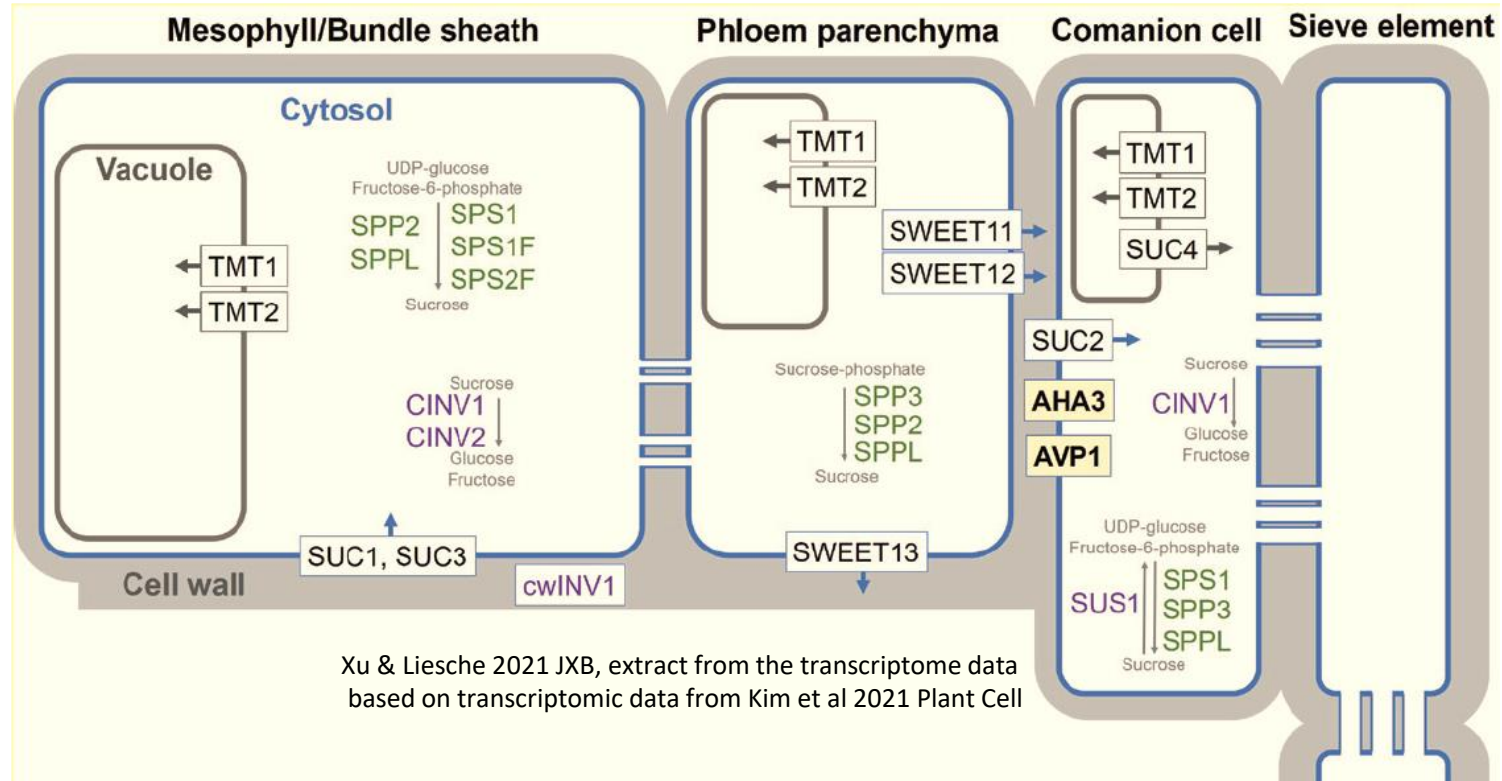 Mesophyll/Bundle sheath
Phloem parenchyma
Comanion cell
Sieve element
Cytosol
Vacuole
TMT1
TMT2
UDP-glucose
Fructose-6-phosphate
SPP2
SPPL
SPS1
SPS1F
SPS2F
Sucrose
Sucrose
CINV1
CINV2
Glucose
Fructose
SUC1, SUC3
Cell wall
cwINV1
TMT1
TMT2
SWEET11
SWEET12
Sucrose-phosphate
SPP3
SPP2
SPPL
Sucrose
SWEET13
TMT1
TMT2
SUC4
SUC2
AHA3
AVP1
Sucrose
CINV1
Glucose
Fructose
UDP-glucose
Fructose-6-phosphate
SUS1
SPS1
SPP3
SPPL
Sucrose
Xu & Liesche 2021 JXB, extract from the transcriptome data
based on transcriptomic data from Kim et al 2021 Plant Cell